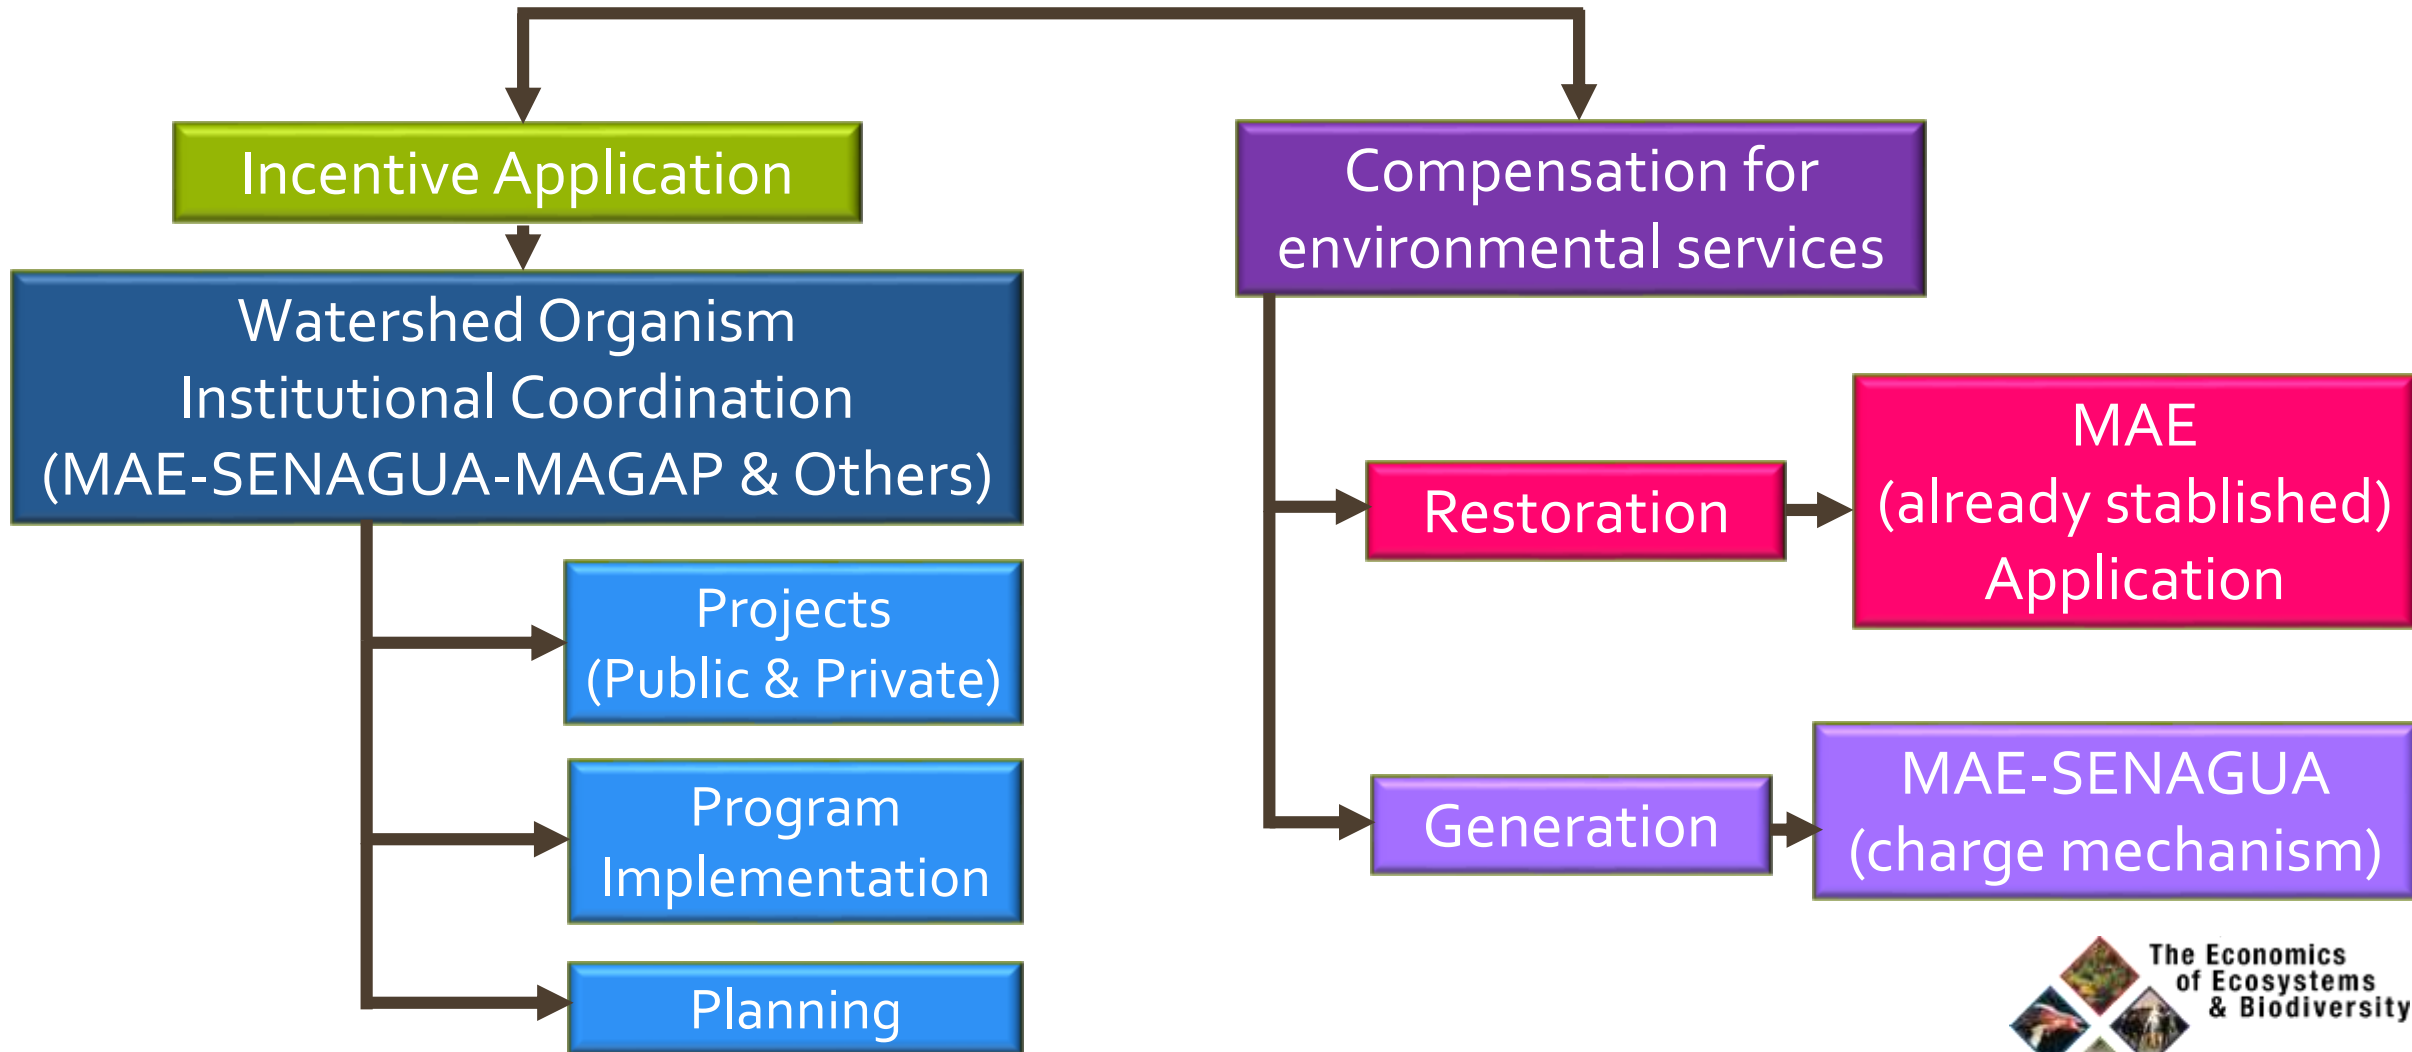 Incentive Application
Watershed Organism
Institutional Coordination
(MAE-SENAGUA-MAGAP & Others)
Projects
(Public & Private)
Program
Implementation
Planning
Compensation for
environmental services
Restoration
MAE
(already stablished)
Application
Generation
MAE-SENAGUA
(charge mechanism)
The Economics
of Ecosystems
& Biodiversity